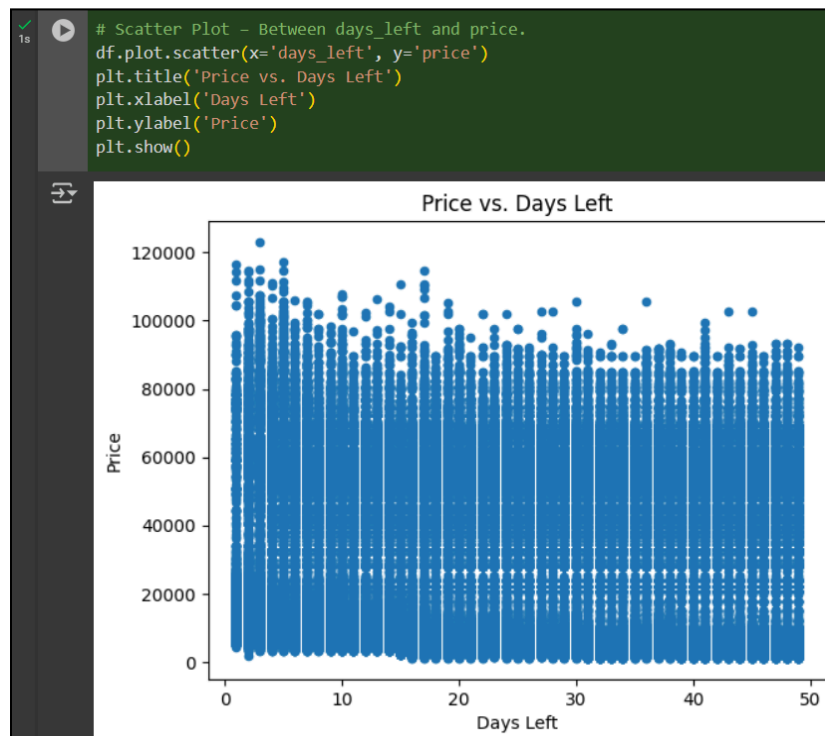 1s
# Scatter Plot – Between days_left and price.
df.plot.scatter(x='days_left', y='price')
plt.title('Price vs. Days Left')
plt.xlabel('Days Left')
plt.ylabel('Price')
plt.show()
Price vs. Days Left
120000
100000
80000
60000
40000
20000
0
Price
0 10 20 30 40 50
Days Left